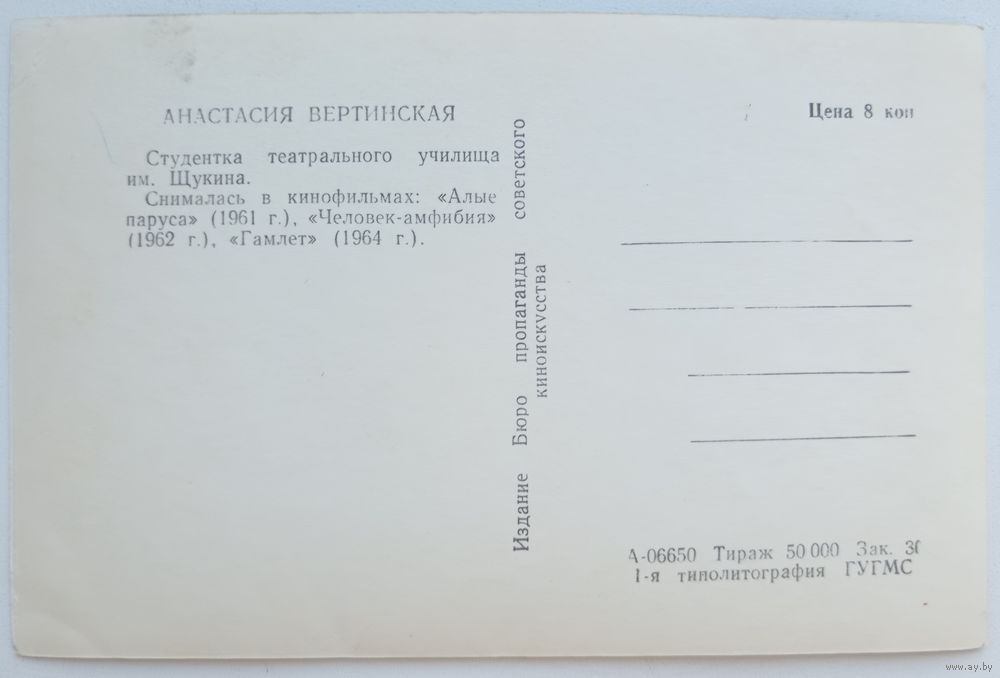 АНАСТАСИЯ ВЕРТИНСКАЯ
Студентка театрального училища
им. Щукина.
Снималась в кинофильмах: «Алые
паруса» (1961 г.), «Человек-амфибия»
(1962 г.), «Гамлет» (1964 г.).
Издание Бюро пропаганды советского
киноискусства
Цена 8 коп
А-06650 Тираж 50 000 Зак.
1-я типолитография ГУГМС
www.ay.by